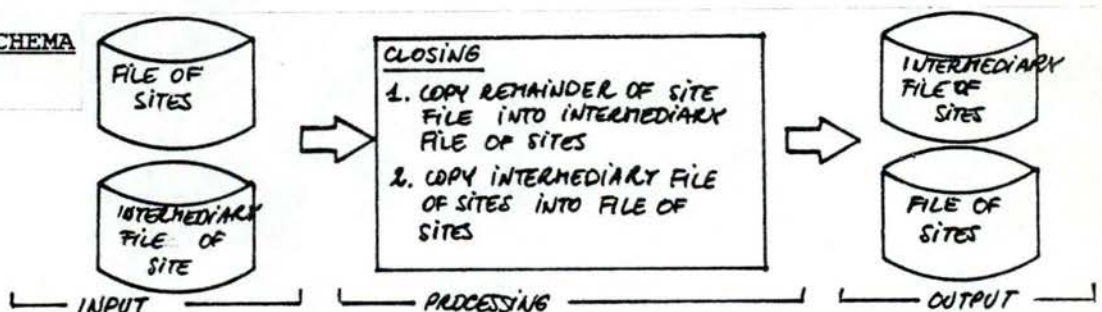 CHEMA
FILE OF
SITES
INTERMEDIARY
FILE OF
SITE
INPUT
CLOSING
1. COPY REMAINDER OF SITE
FILE INTO INTERMEDIARY
FILE OF SITES
2. COPY INTERMEDIARY FILE
OF SITES INTO FILE OF
SITES
PROCESSING
INTERMEDIARY
FILE OF
SITES
FILE OF
SITES
OUTPUT